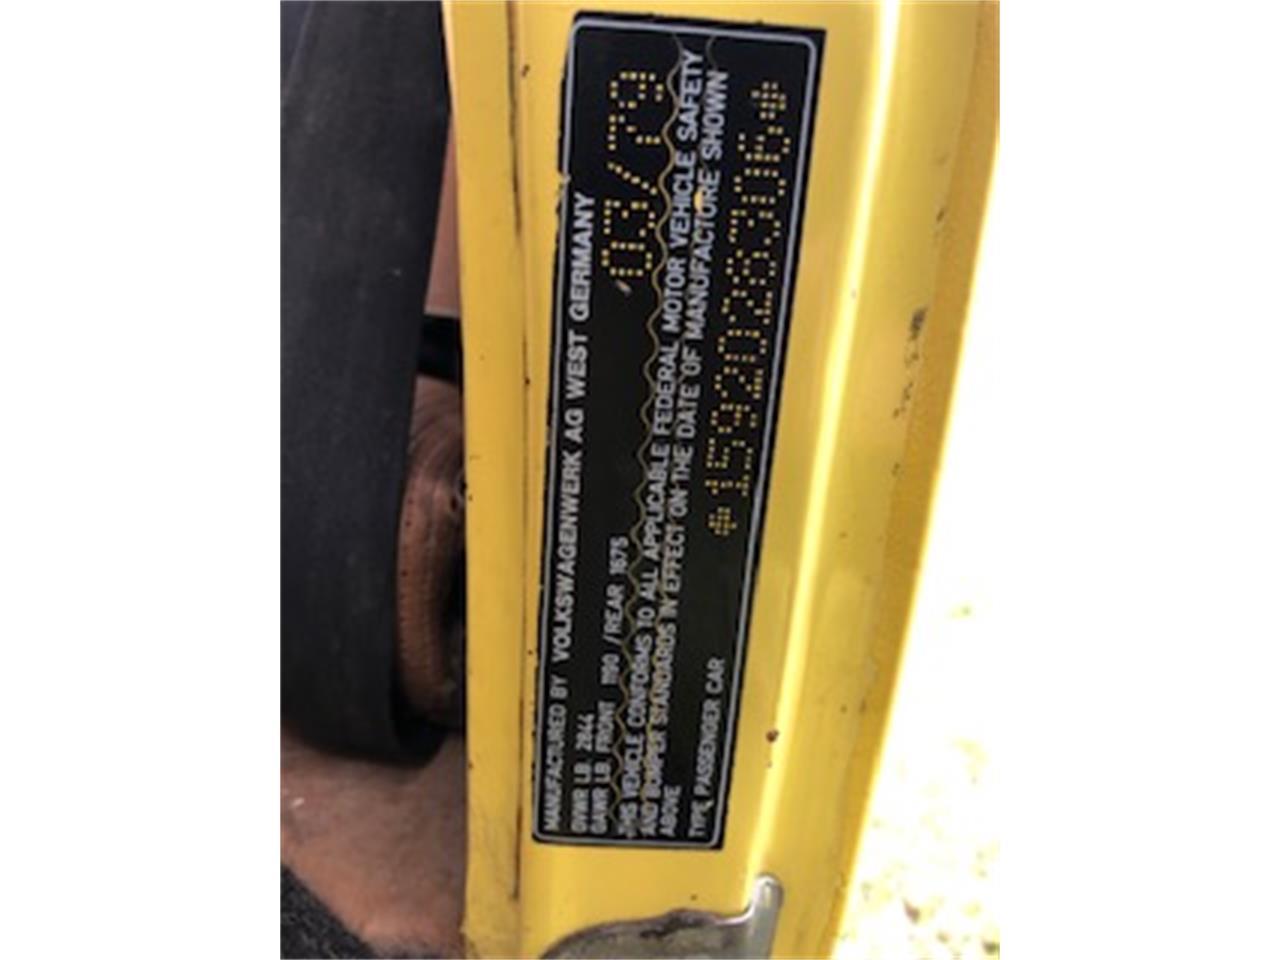 MANUFACTURED BY VOLKSWAGENWERK AG WEST GERMANY
GVWR LB. 2844 03/79
GAWR LB FRONT 1190 / REAR 1675
THIS VEHICLE CONFORMS TO ALL APPLICABLE FEDERAL MOTOR VEHICLE SAFETY
AND BUMPER STANDARDS IN EFFECT ON THE DATE OF MANUFACTURE SHOWN
ABOVE
TYPE PASSENGER CAR
*1592028306*